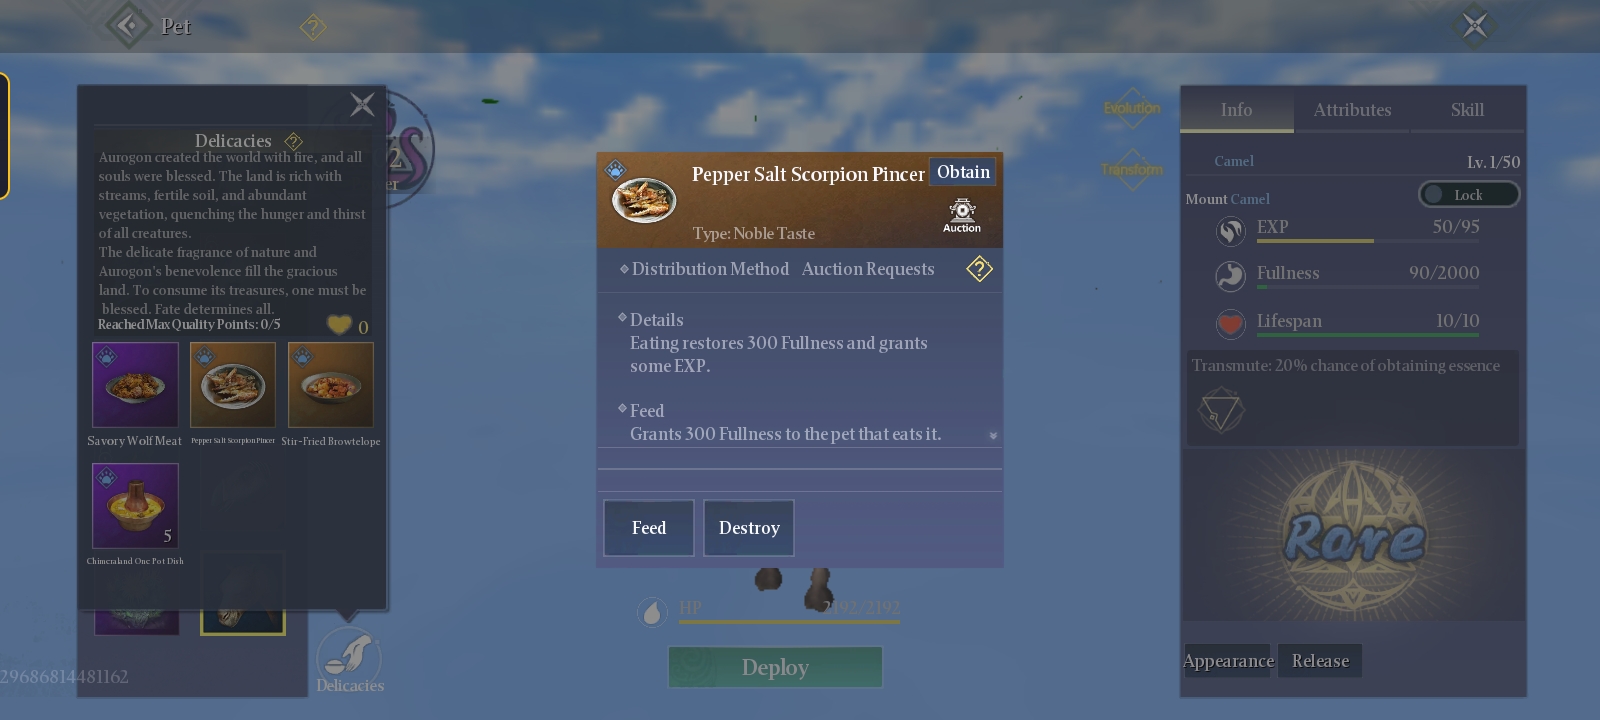 Pet
?
Delicacies ?
Aurogon created the world with fire, and all
souls were blessed. The land is rich with
streams, fertile soil, and abundant
vegetation, quenching the hunger and thirst
of all creatures.
The delicate fragrance of nature and
Aurogon's benevolence fill the gracious
land. To consume its treasures, one must be
blessed. Fate determines all.
Reached Max Quality Points: 0/5
0
Savory Wolf Meat
Pepper Salt Scorpion Pincer
Stir-Fried Browtelope
5
Chimeraland One Pot Dish
29686814481162
Delicacies
Pepper Salt Scorpion Pincer
Obtain
Type: Noble Taste
Auction
Distribution Method Auction Requests
?
Details
Eating restores 300 Fullness and grants
some EXP.
Feed
Grants 300 Fullness to the pet that eats it.
Feed
Destroy
HP 2192/2192
Deploy
Evolution
Transform
Info
Attributes
Skill
Camel Lv. 1/50
Mount Camel
Lock
EXP 50/95
Fullness 90/2000
Lifespan 10/10
Transmute: 20% chance of obtaining essence
Rare
Appearance
Release